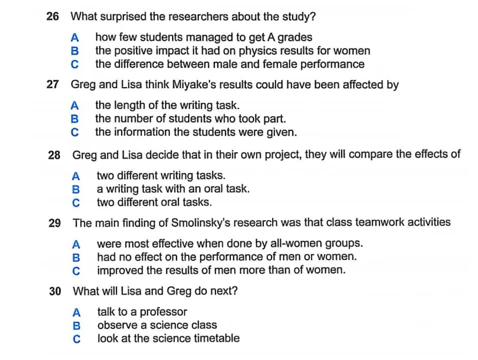 26 What surprised the researchers about the study?
A how few students managed to get A grades
B the positive impact it had on physics results for women
C the difference between male and female performance
27 Greg and Lisa think Miyake's results could have been affected by
A the length of the writing task.
B the number of students who took part.
C the information the students were given.
28 Greg and Lisa decide that in their own project, they will compare the effects of
A two different writing tasks.
B a writing task with an oral task.
C two different oral tasks.
29 The main finding of Smolinsky's research was that class teamwork activities
A were most effective when done by all-women groups.
B had no effect on the performance of men or women.
C improved the results of men more than of women.
30 What will Lisa and Greg do next?
A talk to a professor
B observe a science class
C look at the science timetable